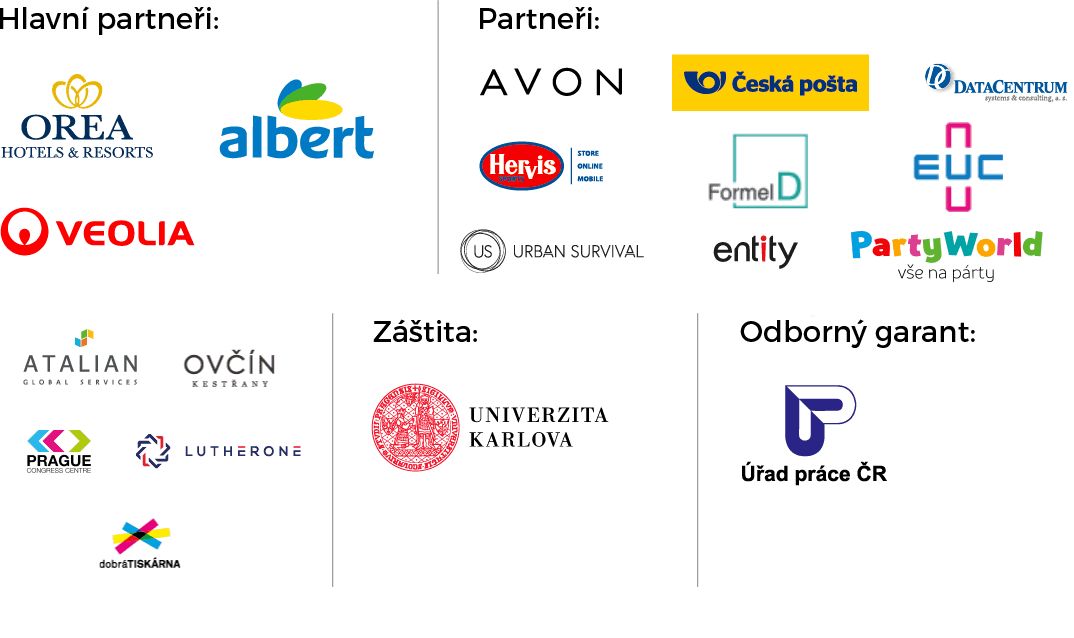 Hlavní partneři:
OREA
HOTELS & RESORTS
albert
VEOLIA
Partneři:
AVON
Česká pošta
DATACENTRUM
systems & consulting, a. s.
Hervis
SPORTS
STORE
ONLINE
MOBILE
Formel D
EUC
US URBAN SURVIVAL
entity
PartyWorld
vše na párty
ATALIAN
GLOBAL SERVICES
OVČÍN
KESTŘANY
PRAGUE
CONGRESS CENTRE
LUTHERONE
dobráTISKÁRNA
Záštita:
UNIVERZITA
KARLOVA
Odborný garant:
Úřad práce ČR